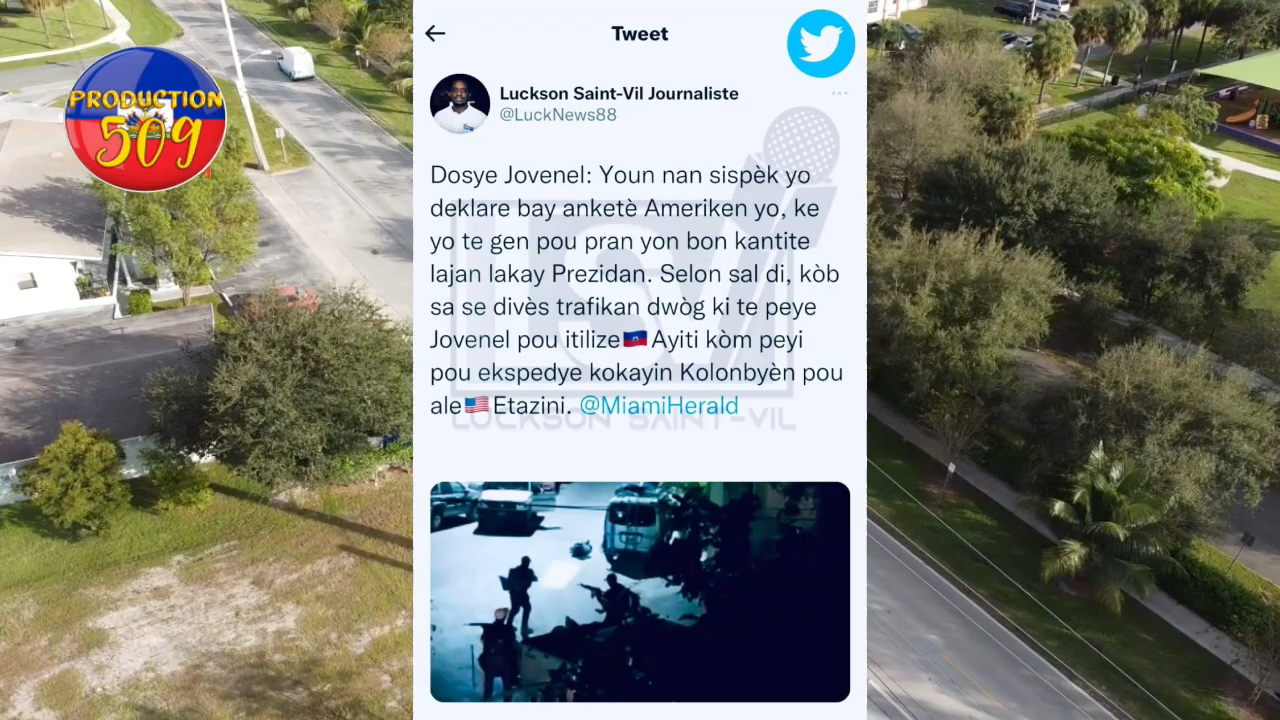 PRODUCTION
509
Tweet
Luckson Saint-Vil Journaliste
@LuckNews88
Dosye Jovenel: Youn nan sispèk yo
deklare bay anketè Ameriken yo, ke
yo te gen pou pran yon bon kantite
lajan lakay Prezidan. Selon sal di, kòb
sa se divès trafikan dwòg ki te peye
Jovenel pou itilize🇭🇹Ayiti kòm peyi
pou ekspedye kokayin Kolonbyèn pou
ale🇺🇸Etazini. @MiamiHerald
LSV
LUCKSON SAINT-VIL